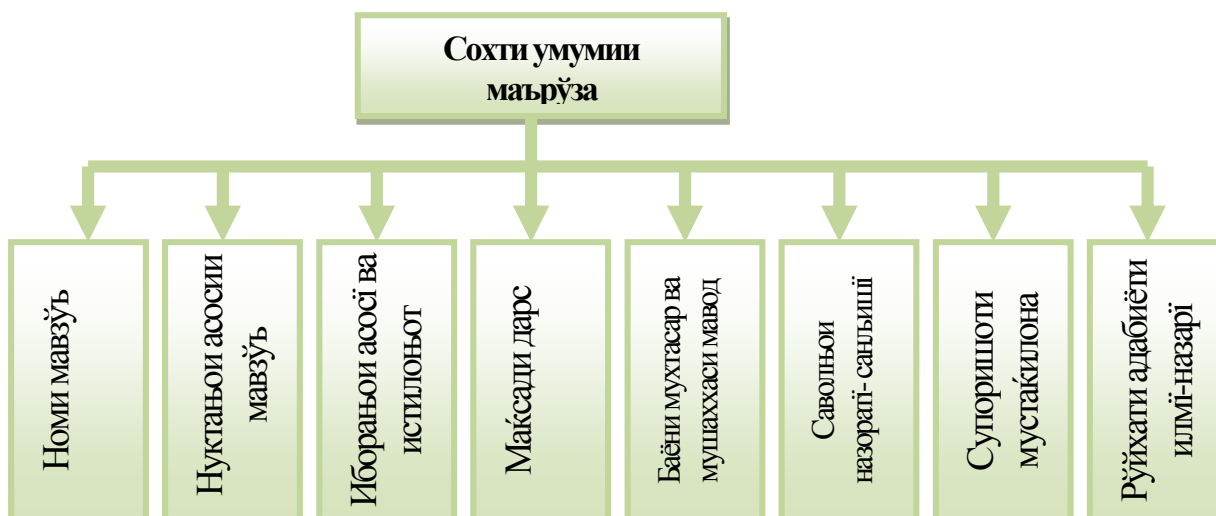 Сохти умумии
маърўза
Номи мавзўъ
Нуктањои асосии
мавзўъ
Иборањои асосї ва
истилоњот
Маќсади дарс
Баёни мухтасар ва
мушаххаси мавод
Саволњои
назоратї- санљишї
Супоришоти
мустаќилона
Рўйхати адабиёти
илмї-назарї